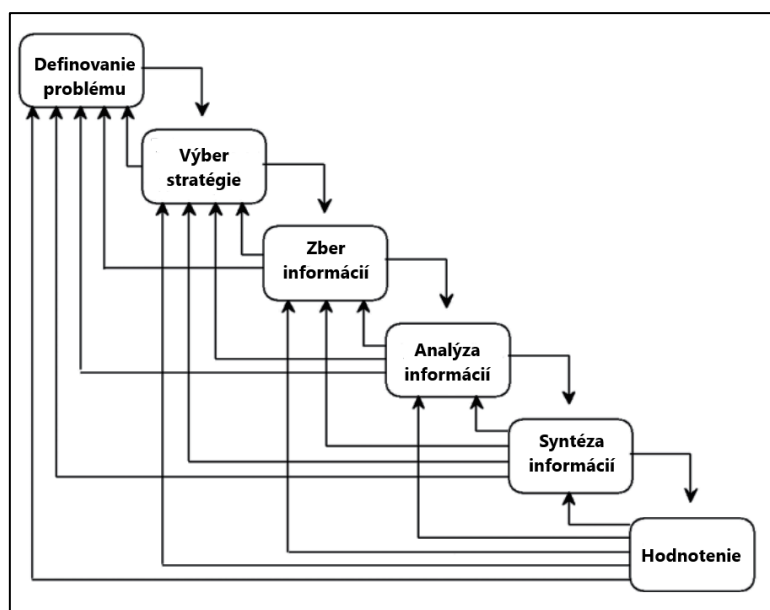 Definovanie
problému
Výber
stratégie
Zber
informácií
Analýza
informácií
Syntéza
informácií
Hodnotenie